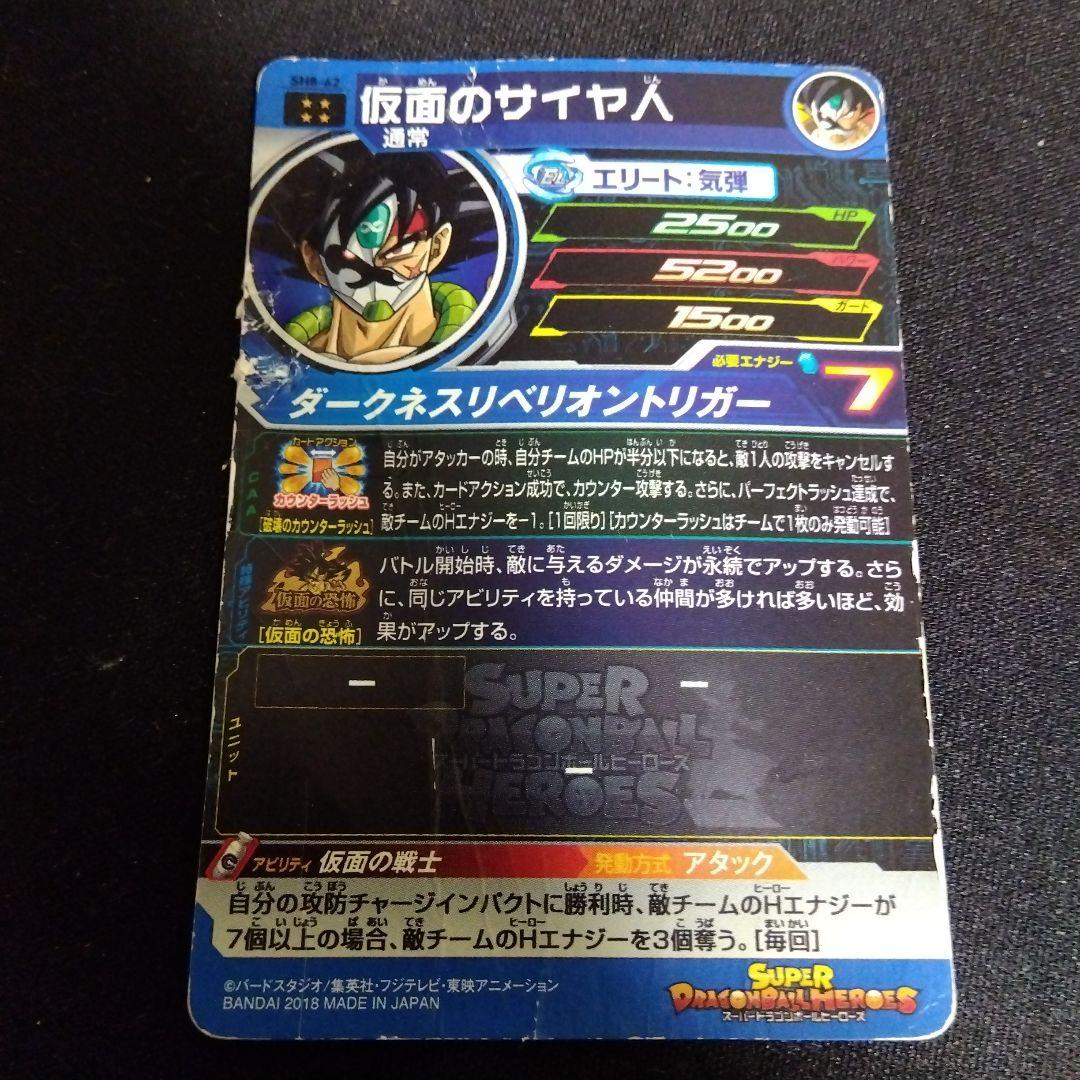 SH8-62
仮面のサイヤ人
通常
エリート:気弾
2500 HP
5200 パワー
1500 ガード
必要エナジー 7
ダークネスリベリオントリガー
CAA
カードアクション
カウンターラッシュ
[破壊のカウンターラッシュ]
自分がアタッカーの時、自分チームのHPが半分以下になると、敵1人の攻撃をキャンセルす
る。また、カードアクション成功で、カウンター攻撃する。さらに、パーフェクトラッシュ達成で、
敵チームのHエナジーを-1。[1回限り][カウンターラッシュはチームで1枚のみ発動可能]
特殊アビリティ
仮面の恐怖
[仮面の恐怖]
バトル開始時、敵に与えるダメージが永続でアップする。さら
に、同じアビリティを持っている仲間が多ければ多いほど、効
果がアップする。
ユニット
ー
ー
ー
SUPER
DRAGONBALL
スーパードラゴンボールヒーローズ
HEROES
アビリティ 仮面の戦士
発動方式 アタック
自分の攻防チャージインパクトに勝利時、敵チームのHエナジーが
7個以上の場合、敵チームのHエナジーを3個奪う。[毎回]
©バードスタジオ/集英社・フジテレビ・東映アニメーション
BANDAI 2018 MADE IN JAPAN
SUPER
DRAGONBALL HEROES
スーパードラゴンボールヒーローズ